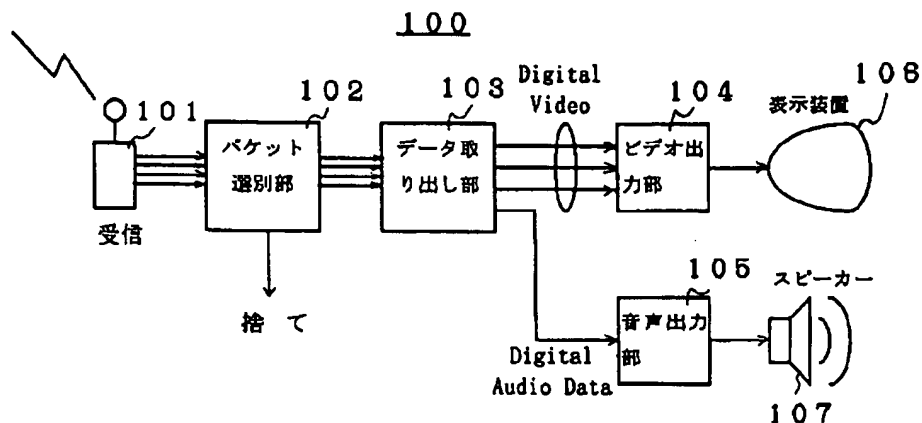 100
101
受信
102
パケット
選別部
捨て
103
データ取
り出し部
Digital
Video
104
ビデオ出
力部
表示装置
106
Digital
Audio Data
105
音声出力
部
スピーカー
107